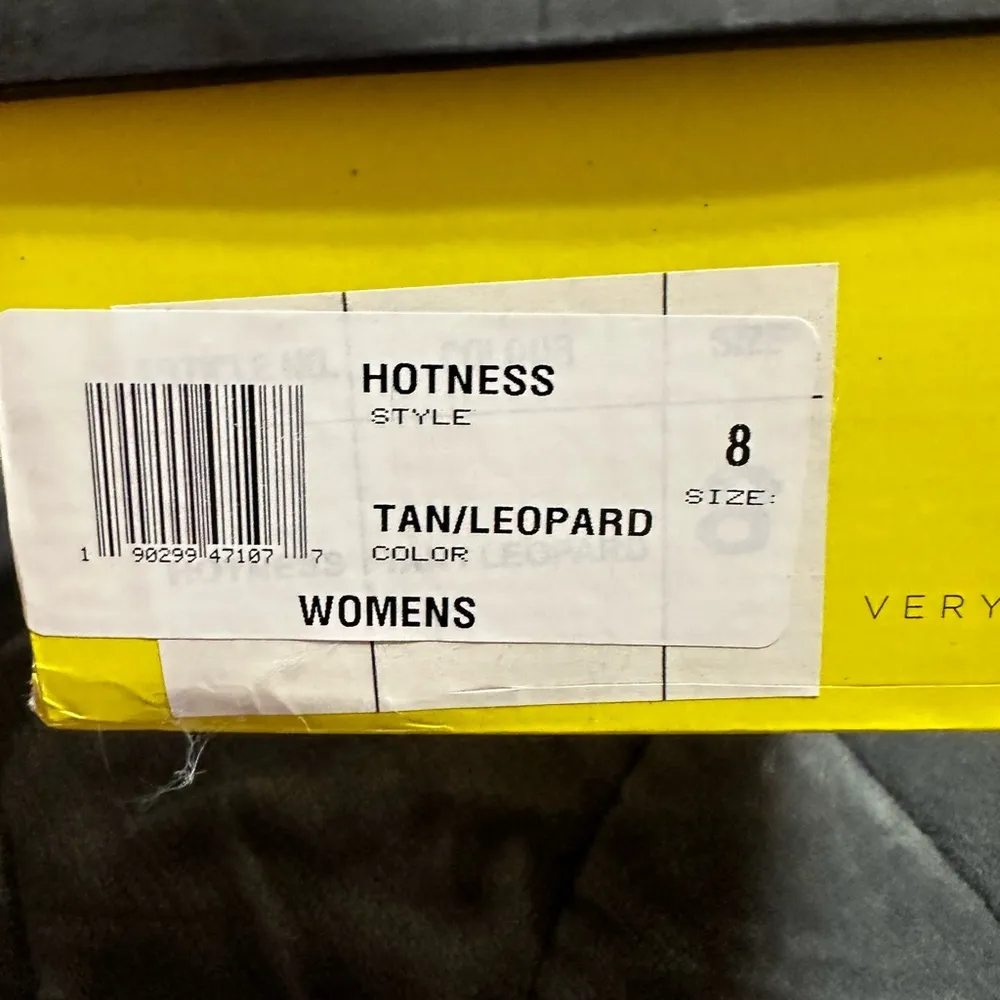 HOTNESS
STYLE
8
SIZE:
TAN/LEOPARD
COLOR
1 90299 47107 7
WOMENS
VERY